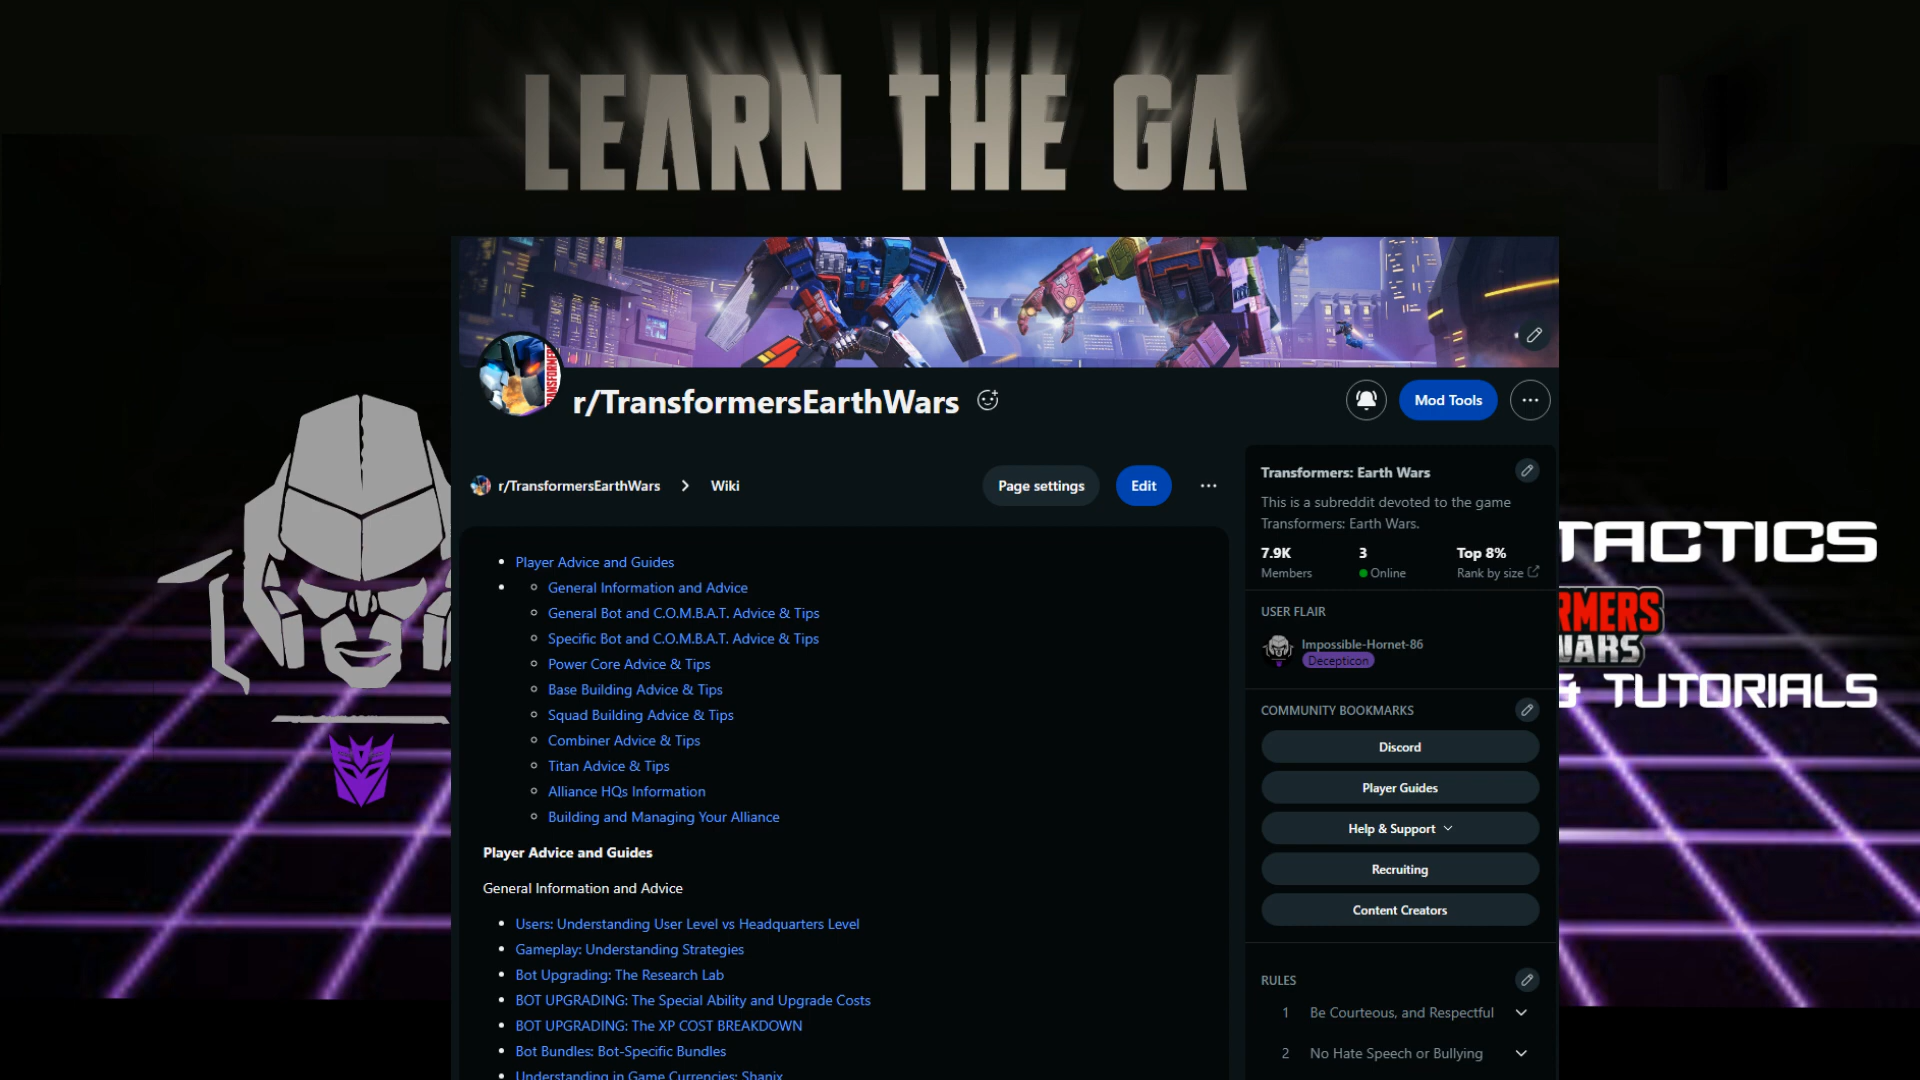 LEARN THE GA
r/TransformersEarthWars
Mod Tools
r/TransformersEarthWars
Wiki
Page settings
Edit
Player Advice and Guides
General Information and Advice
General Bot and C.O.M.B.A.T. Advice & Tips
Specific Bot and C.O.M.B.A.T. Advice & Tips
Power Core Advice & Tips
Base Building Advice & Tips
Squad Building Advice & Tips
Combiner Advice & Tips
Titan Advice & Tips
Alliance HQs Information
Building and Managing Your Alliance
Player Advice and Guides
General Information and Advice
Users: Understanding User Level vs Headquarters Level
Gameplay: Understanding Strategies
Bot Upgrading: The Research Lab
BOT UPGRADING: The Special Ability and Upgrade Costs
BOT UPGRADING: The XP COST BREAKDOWN
Bot Bundles: Bot-Specific Bundles
Understanding in Game Currencies: Shanix
Transformers: Earth Wars
This is a subreddit devoted to the game
Transformers: Earth Wars.
7.9K 3 Top 8%
Members Online Rank by size
USER FLAIR
Impossible-Hornet-86
Decepticon
COMMUNITY BOOKMARKS
Discord
Player Guides
Help & Support
Recruiting
Content Creators
RULES
1 Be Courteous, and Respectful
2 No Hate Speech or Bullying
TACTICS
RMERS
WARS
& TUTORIALS